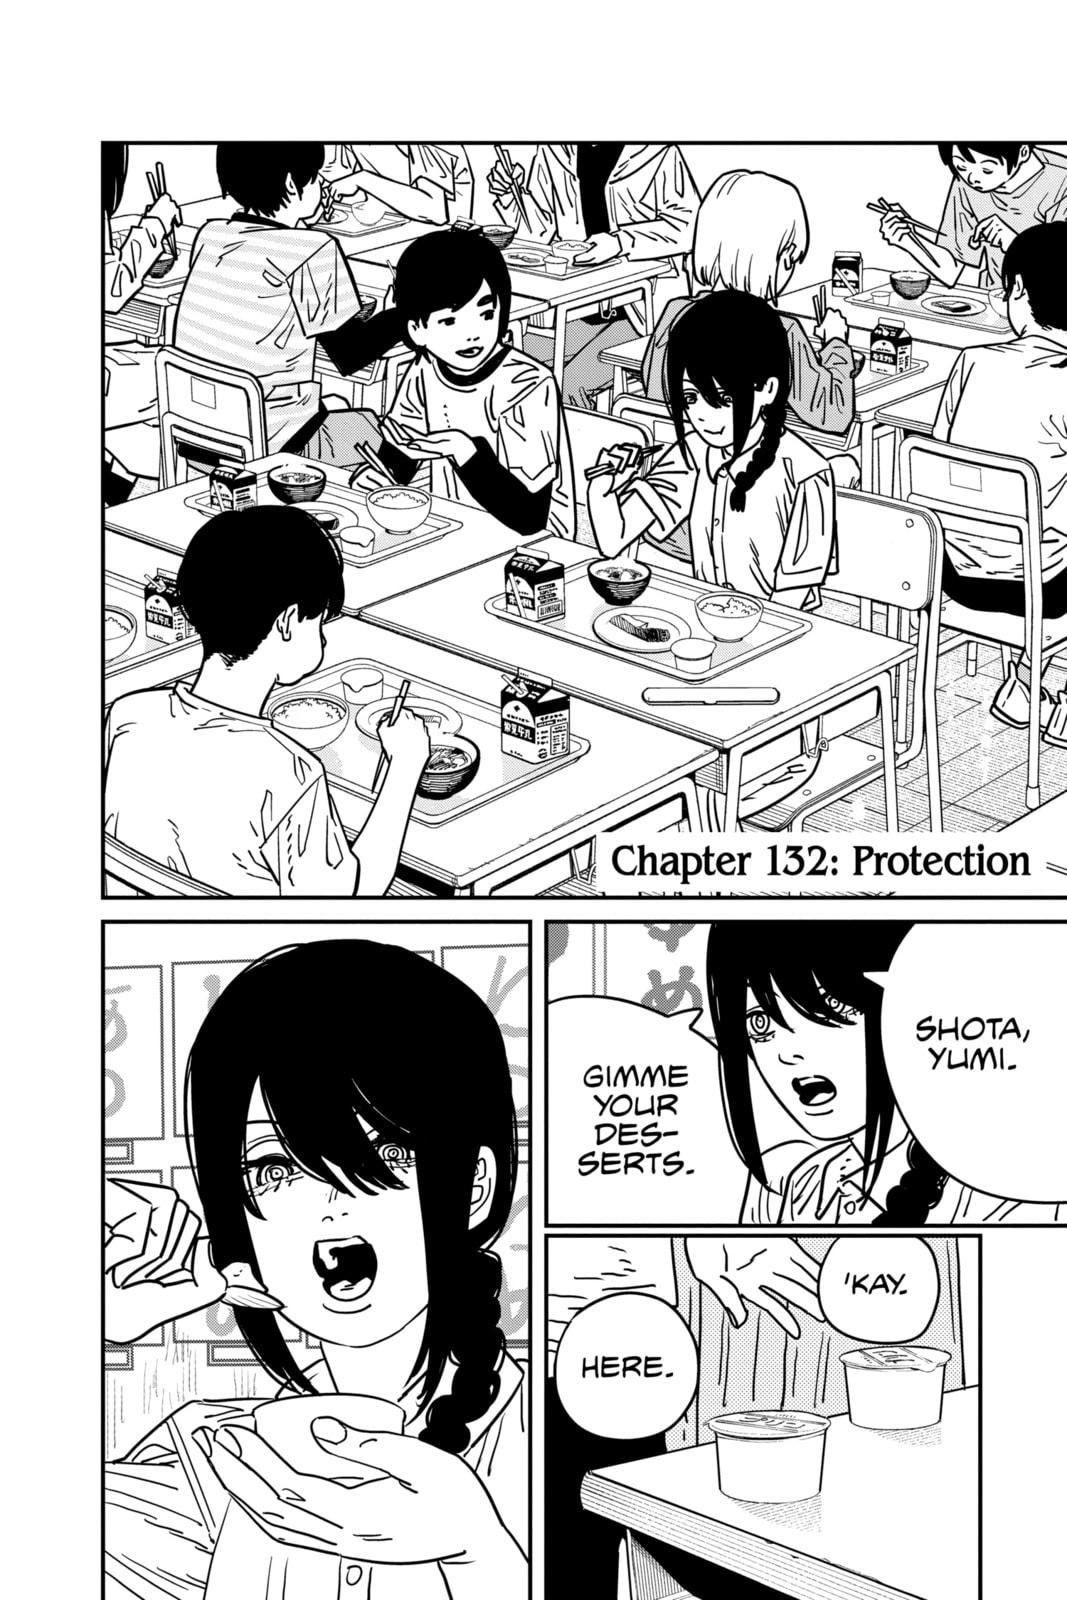 Chapter 132: Protection
SHOTA,
YUMI.
GIMME
YOUR
DES-
SERTS.
'KAY.
HERE.